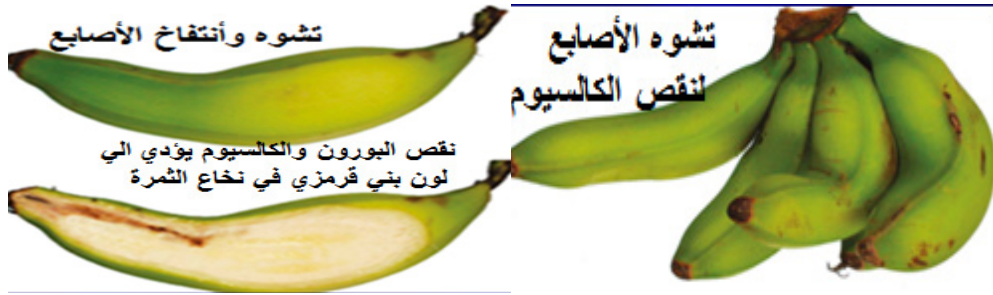 تشوه وأنتفاخ الأصابع
نقص البورون والكالسيوم يؤدي الي
لون بني قرمزي في نخاع الثمرة
تشوه الأصابع
لنقص الكالسيوم